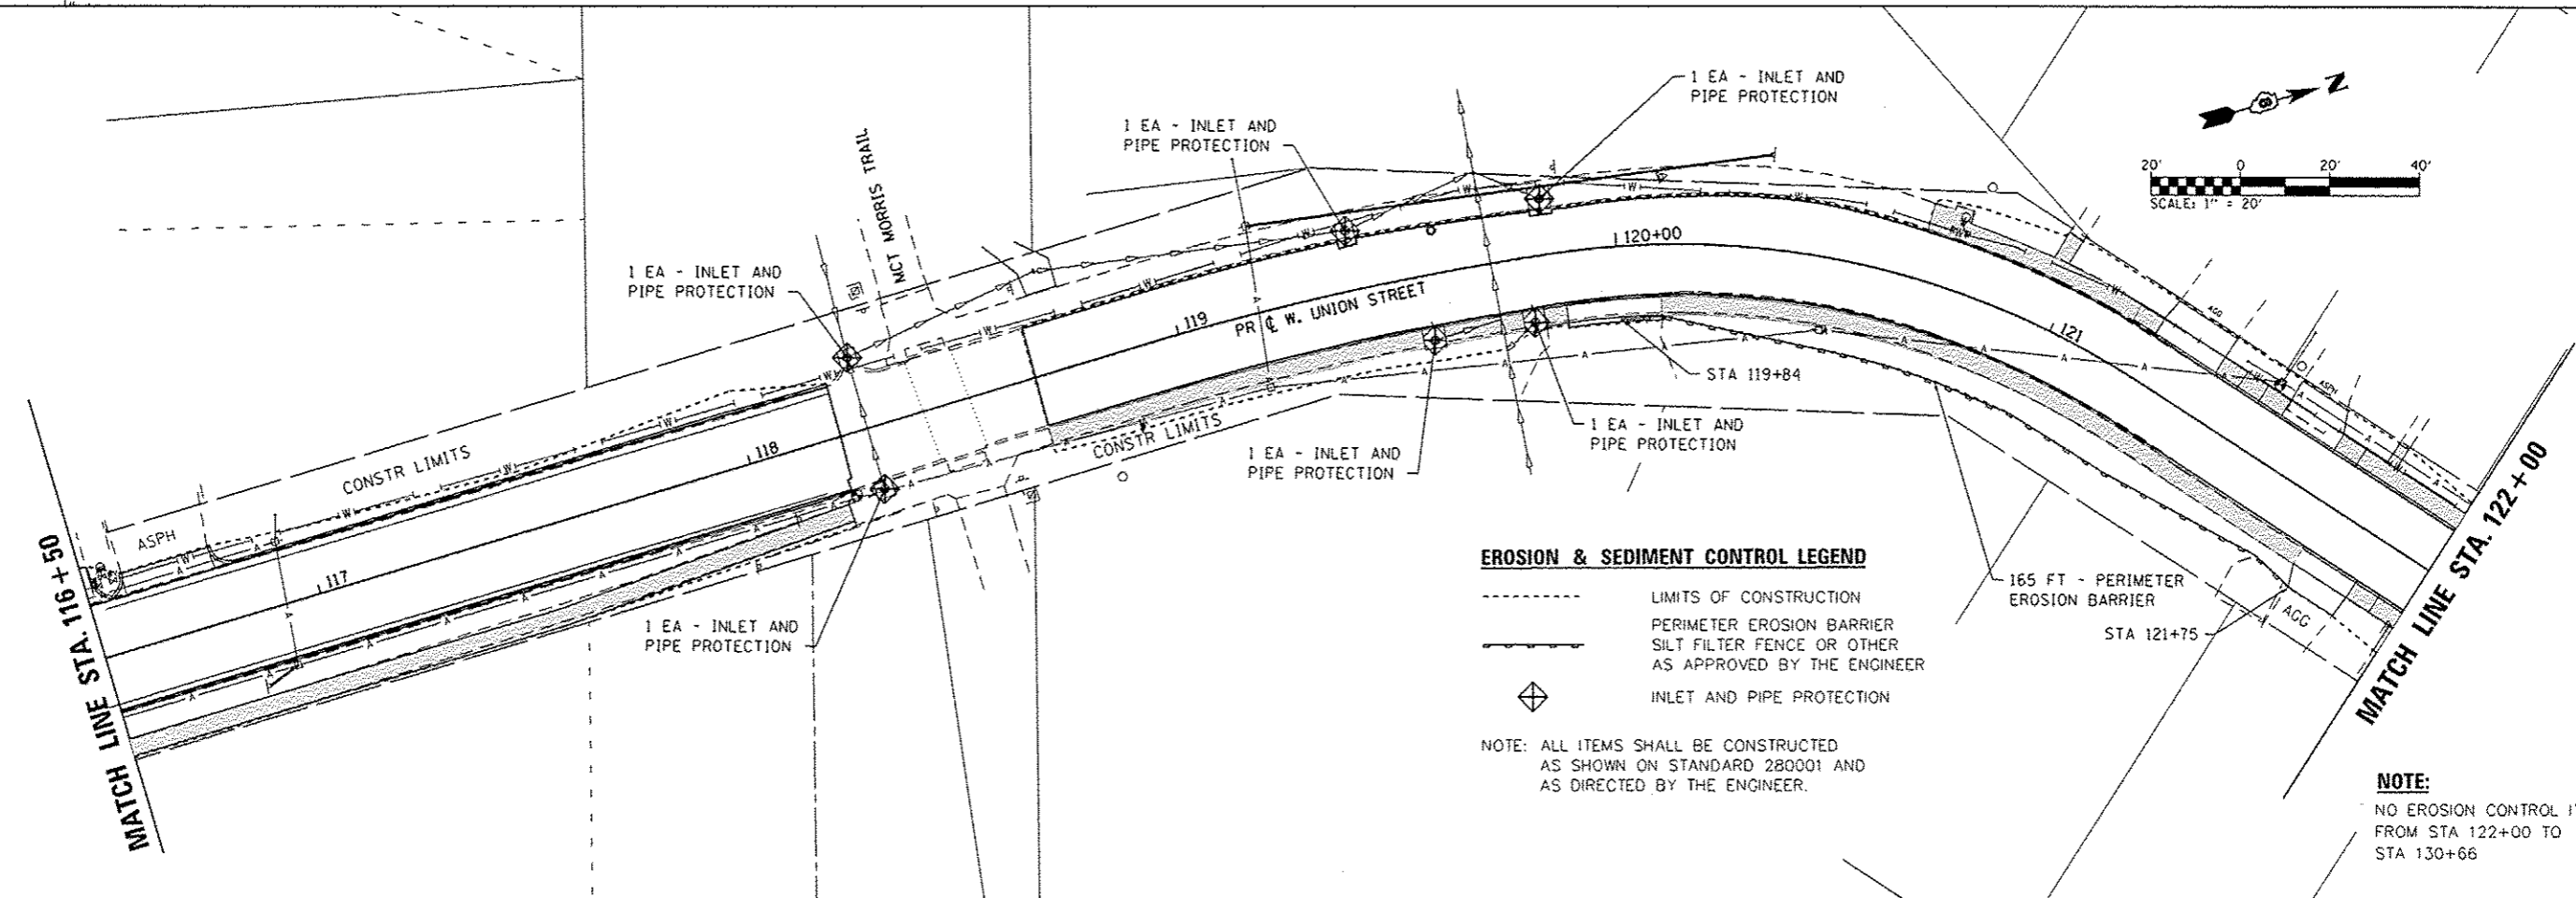 1 EA - INLET AND
PIPE PROTECTION
1 EA - INLET AND
PIPE PROTECTION
1 EA - INLET AND
PIPE PROTECTION
MCT MORRIS TRAIL
N
20' 0 20' 40'
SCALE: 1" = 20'
120+00
119
PR ℄ W. UNION STREET
121
118
117
CONSTR LIMITS
CONSTR LIMITS
ASPH
AGG
ASPH
STA 119+84
1 EA - INLET AND
PIPE PROTECTION
1 EA - INLET AND
PIPE PROTECTION
1 EA - INLET AND
PIPE PROTECTION
MATCH LINE STA. 116+50
MATCH LINE STA. 122+00
165 FT - PERIMETER
EROSION BARRIER
STA 121+75
AGG
EROSION & SEDIMENT CONTROL LEGEND
LIMITS OF CONSTRUCTION
PERIMETER EROSION BARRIER
SILT FILTER FENCE OR OTHER
AS APPROVED BY THE ENGINEER
INLET AND PIPE PROTECTION
NOTE: ALL ITEMS SHALL BE CONSTRUCTED
AS SHOWN ON STANDARD 280001 AND
AS DIRECTED BY THE ENGINEER.
NOTE:
NO EROSION CONTROL
FROM STA 122+00 TO
STA 130+66